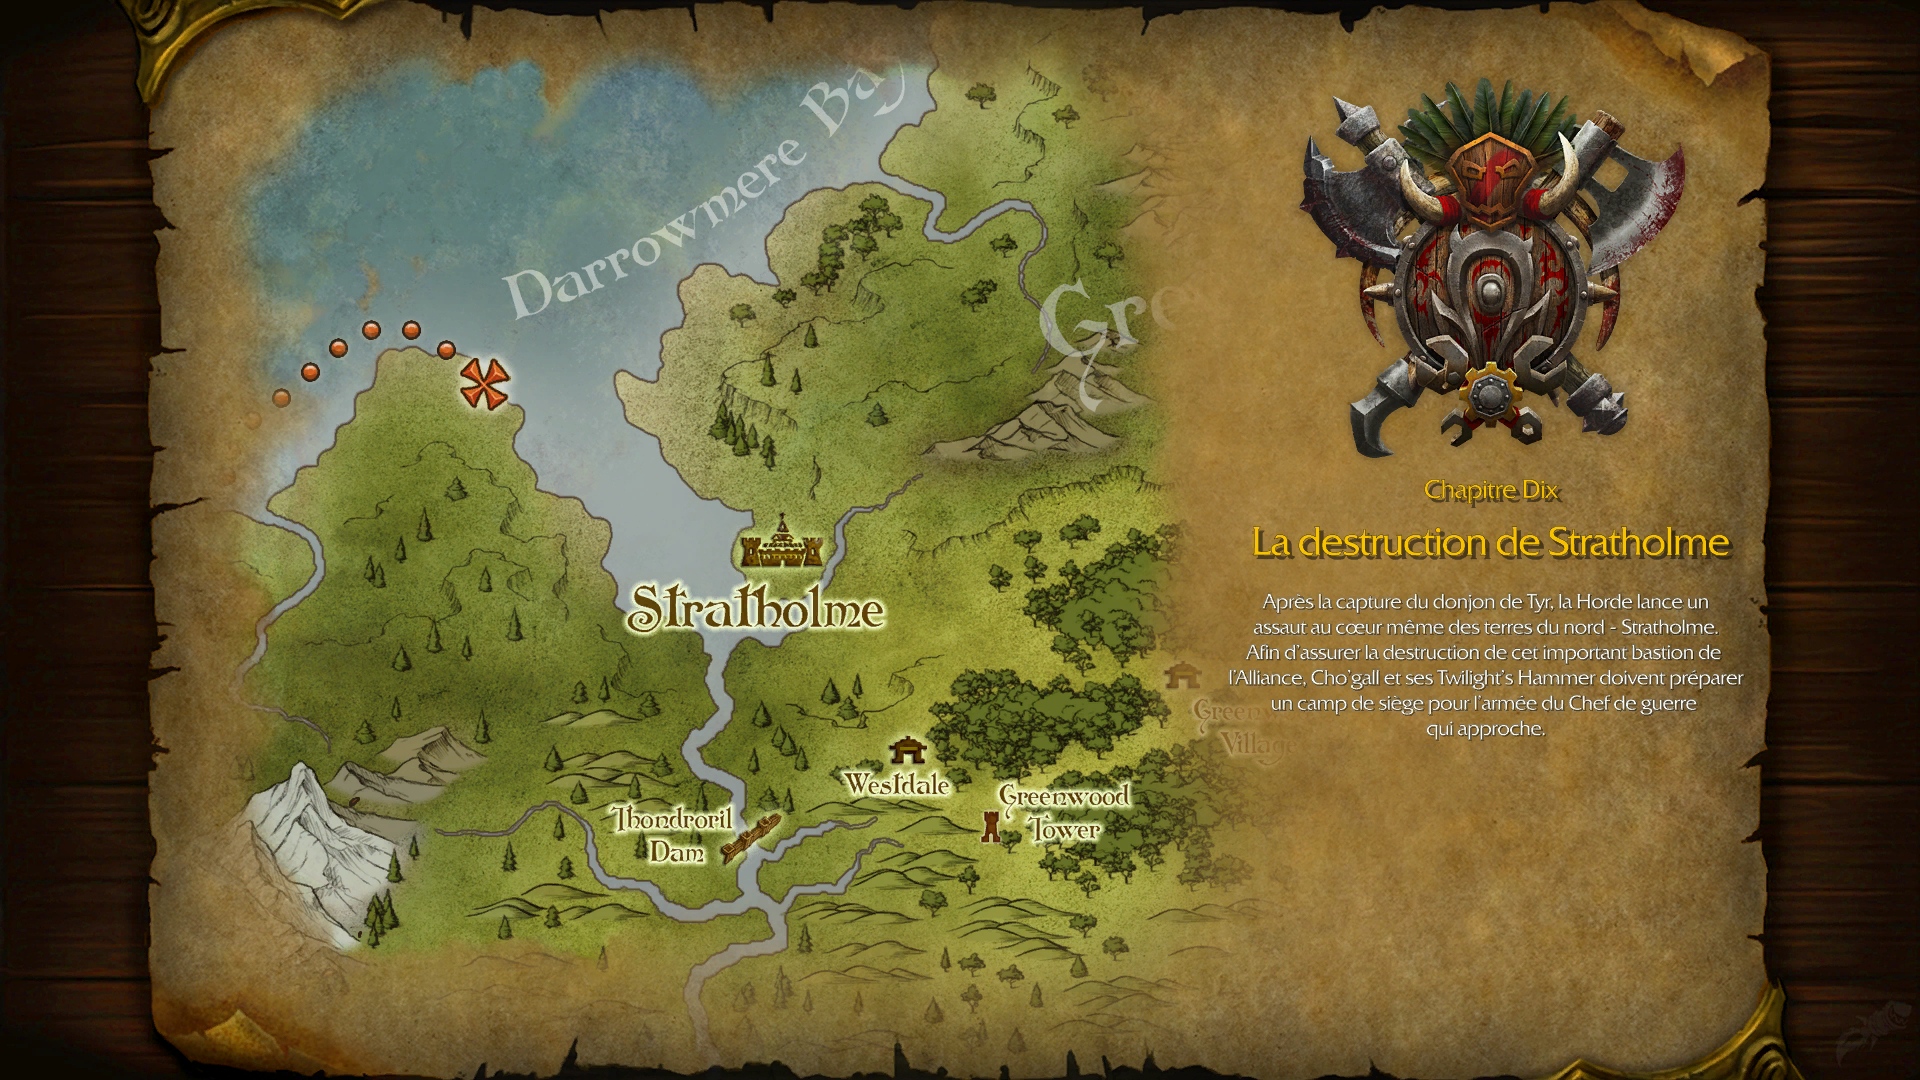 Darrowmere Bay
Gre
Stratholme
Westdale
Greenwood
Tower
Thondroril
Dam
Green
Village
Chapitre Dix
La destruction de Stratholme
Après la capture du donjon de Tyr, la Horde lance un
assaut au cœur même des terres du nord - Stratholme.
Afin d'assurer la destruction de cet important bastion de
l'Alliance, Cho'gall et ses Twilight's Hammer doivent préparer
un camp de siège pour l'armée du Chef de guerre
qui approche.